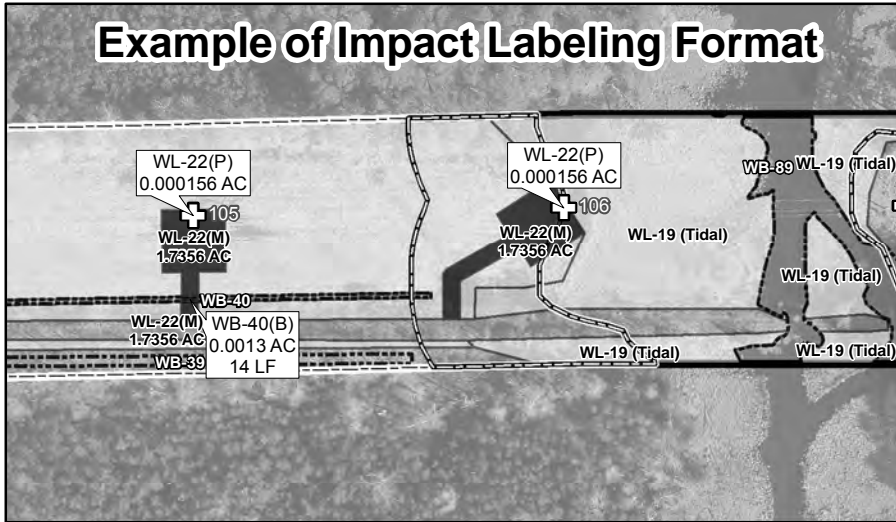 Example of Impact Labeling Format
WL-22(P)
0.000156 AC
105
WL-22(M)
1.7356 AC
WL-22(P)
0.000156 AC
106
WL-22(M)
1.7356 AC
WB-89
WL-19 (Tidal)
WL-19 (Tidal)
WL-19 (Tidal)
WB-40
WL-22(M)
1.7356 AC
WB-40(B)
0.0013 AC
14 LF
WB-39
WL-19 (Tidal)
WL-19 (Tidal)